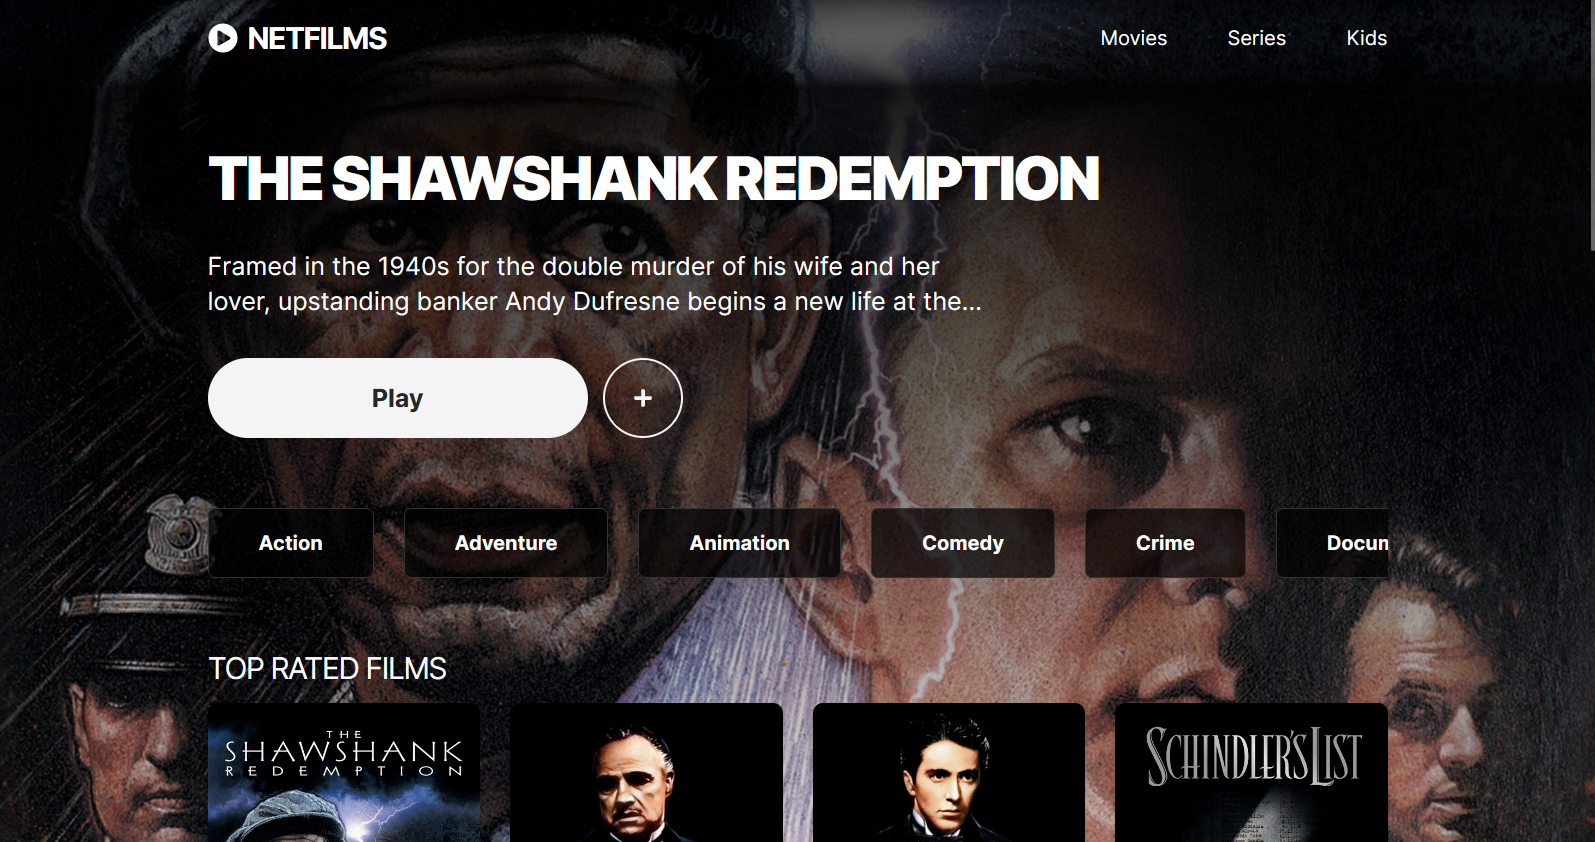 NETFILMS
Movies
Series
Kids
THE SHAWSHANK REDEMPTION
Framed in the 1940s for the double murder of his wife and her
lover, upstanding banker Andy Dufresne begins a new life at the...
Play
+
Action
Adventure
Animation
Comedy
Crime
Docum
TOP RATED FILMS
THE
SHAWSHANK
REDEMPTION
SCHINDLER'S LIST